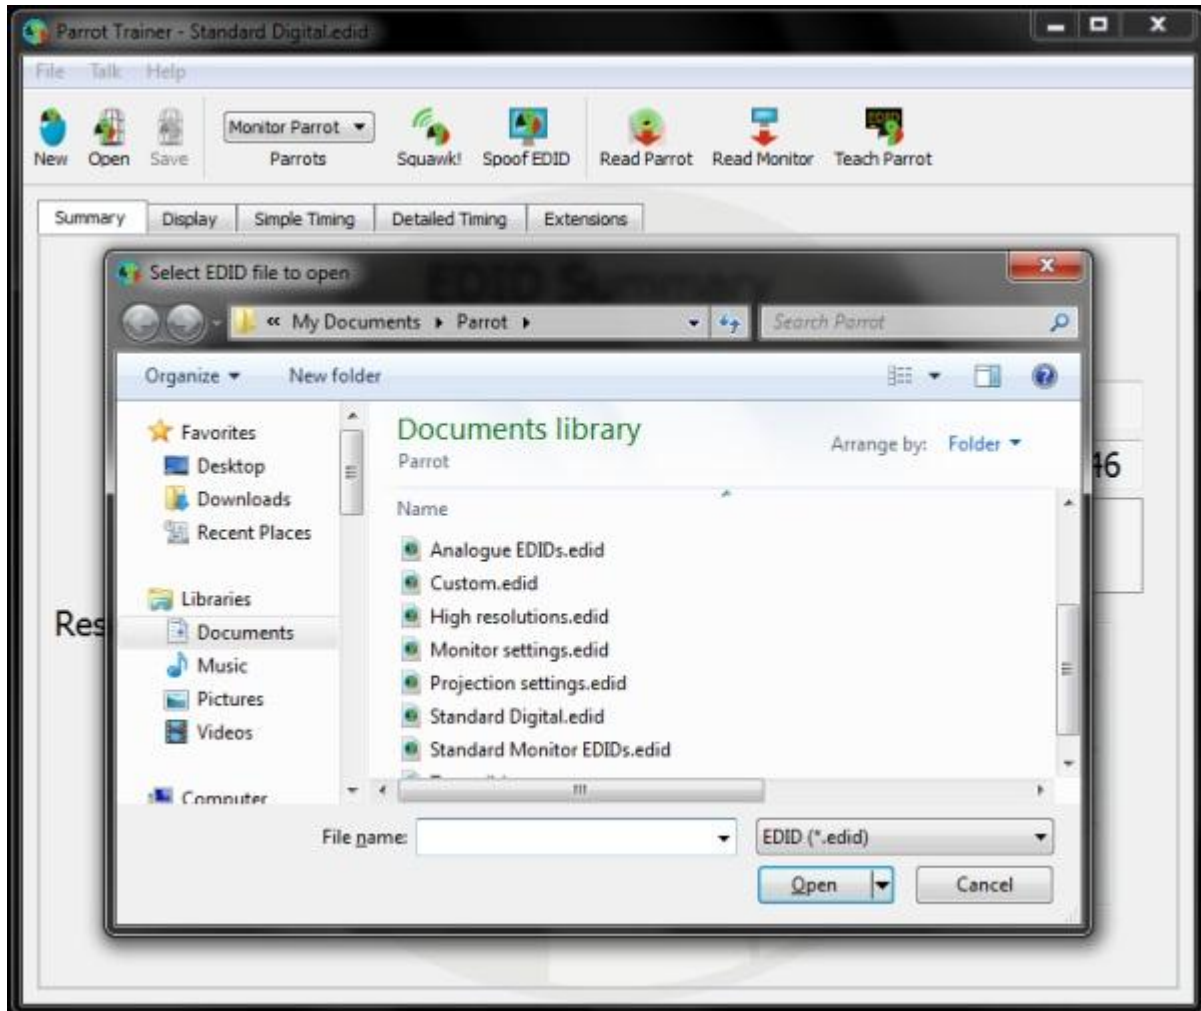 Parrot Trainer - Standard Digital.edid
File Talk Help
New Open Save
Monitor Parrot
Parrots
Squawk! Spoof EDID Read Parrot Read Monitor Teach Parrot
Summary Display Simple Timing Detailed Timing Extensions
EDID Summary
Select EDID file to open
« My Documents Parrot
Search Parrot
Organize New folder
Favorites
Desktop
Downloads
Recent Places
Libraries
Documents
Music
Pictures
Videos
Computer
Documents library
Parrot
Arrange by: Folder
Name
Analogue EDIDs.edid
Custom.edid
High resolutions.edid
Monitor settings.edid
Projection settings.edid
Standard Digital.edid
Standard Monitor EDIDs.edid
Res
46
File name:
EDID (*.edid)
Open Cancel